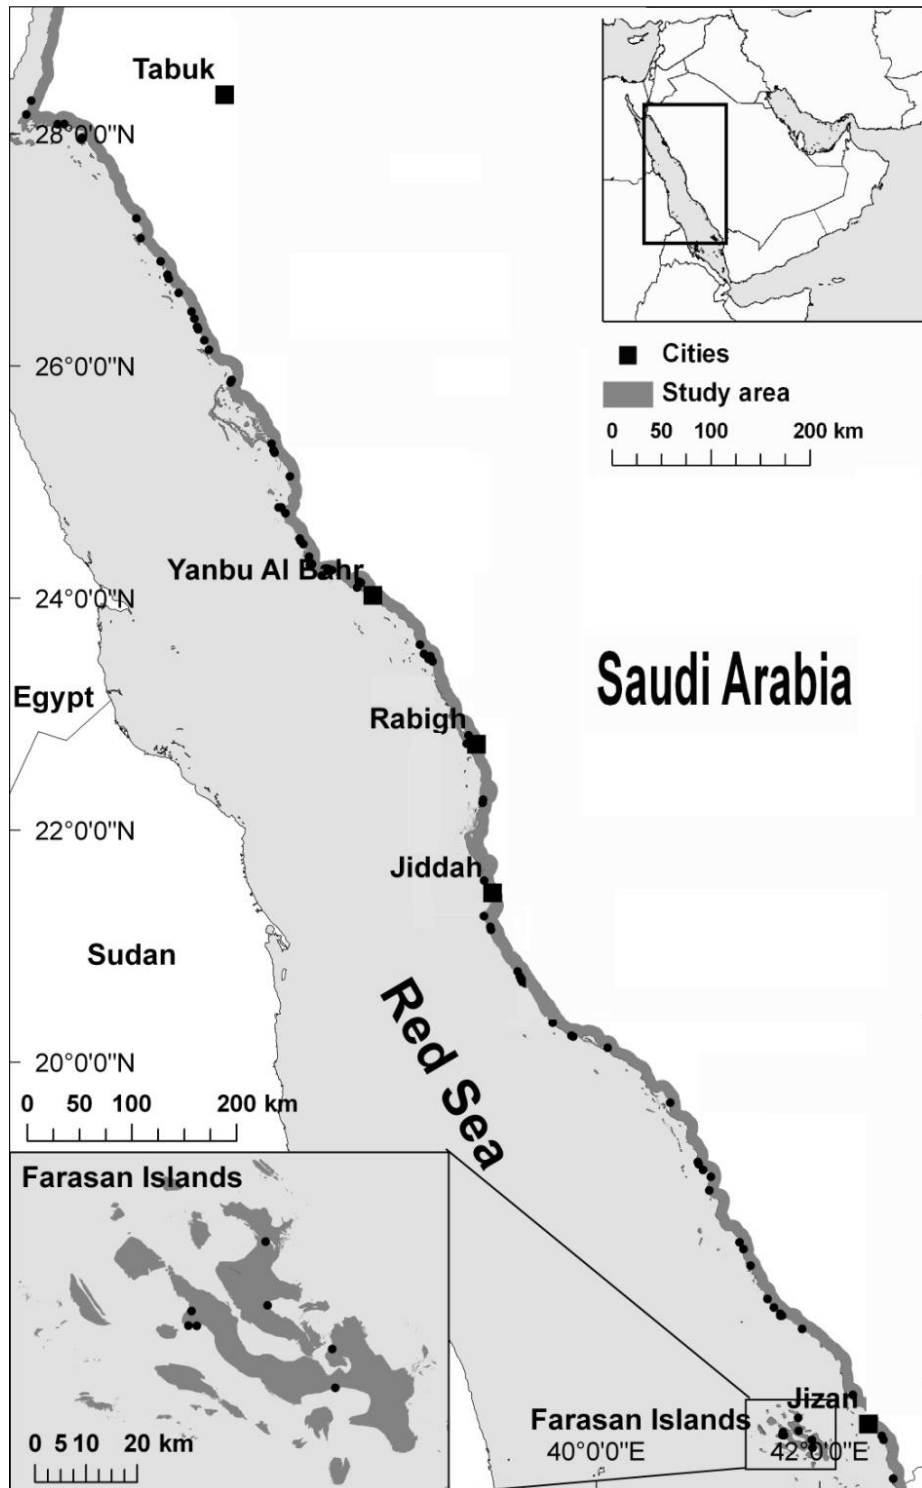 Tabuk
28°0'0"N
Cities
Study area
0 50 100 200 km
26°0'0"N
Yanbu Al Bahr
24°0'0"N
Saudi Arabia
Egypt
Rabigh
22°0'0"N
Jiddah
Sudan
Red Sea
20°0'0"N
0 50 100 200 km
Farasan Islands
0 5 10 20 km
Jizan
Farasan Islands
40°0'0"E
42°0'0"E